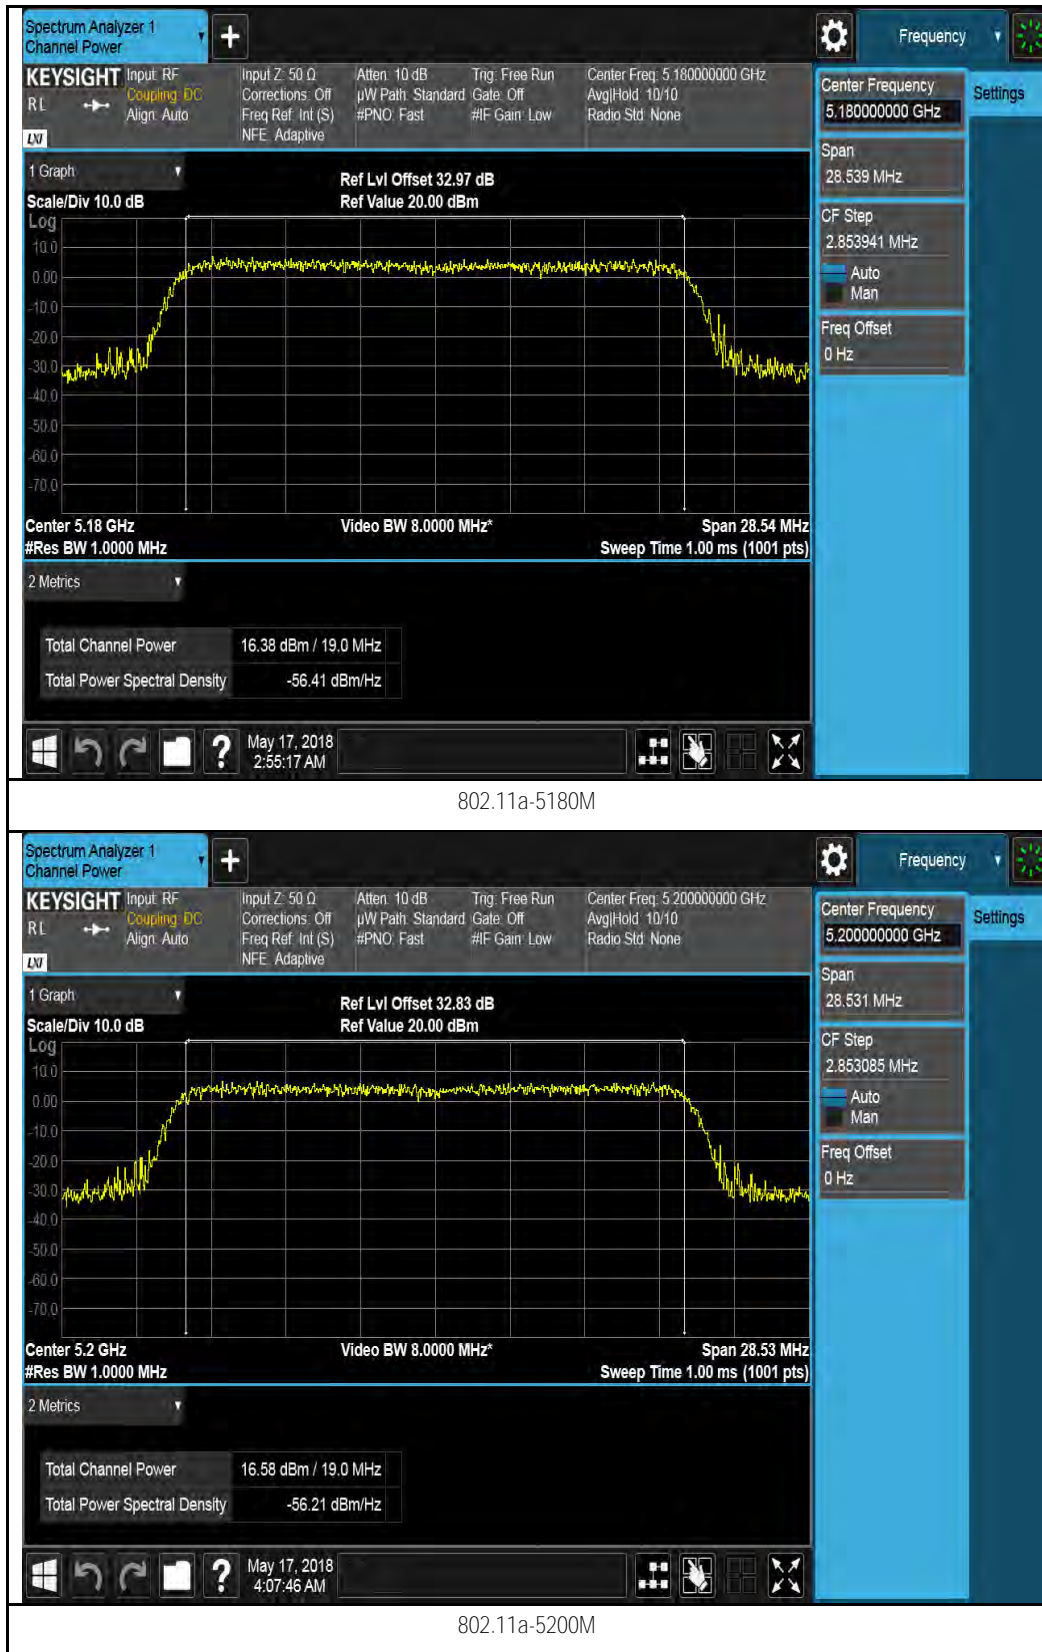 Spectrum Analyzer 1
Channel Power
Frequency
KEYSIGHT
RL
LXI
Input: RF
Coupling: DC
Align: Auto
Input Z: 50 Ω
Corrections: Off
Freq Ref: Int (S)
NFE: Adaptive
Atten: 10 dB
µW Path: Standard
#PNO: Fast
Trig: Free Run
Gate: Off
#IF Gain: Low
Center Freq: 5.180000000 GHz
Avg|Hold: 10/10
Radio Std: None
Center Frequency
5.180000000 GHz
Settings
Span
28.539 MHz
CF Step
2.853941 MHz
Auto
Man
Freq Offset
0 Hz
1 Graph
Scale/Div 10.0 dB
Ref Lvl Offset 32.97 dB
Ref Value 20.00 dBm
Log
10.0
0.00
-10.0
-20.0
-30.0
-40.0
-50.0
-60.0
-70.0
Center 5.18 GHz
Video BW 8.0000 MHz*
Span 28.54 MHz
#Res BW 1.0000 MHz
Sweep Time 1.00 ms (1001 pts)
2 Metrics
Total Channel Power 16.38 dBm / 19.0 MHz
Total Power Spectral Density -56.41 dBm/Hz
?
May 17, 2018
2:55:17 AM
802.11a-5180M
Spectrum Analyzer 1
Channel Power
Frequency
KEYSIGHT
RL
LXI
Input: RF
Coupling: DC
Align: Auto
Input Z: 50 Ω
Corrections: Off
Freq Ref: Int (S)
NFE: Adaptive
Atten: 10 dB
µW Path: Standard
#PNO: Fast
Trig: Free Run
Gate: Off
#IF Gain: Low
Center Freq: 5.200000000 GHz
Avg|Hold: 10/10
Radio Std: None
Center Frequency
5.200000000 GHz
Settings
Span
28.531 MHz
CF Step
2.853085 MHz
Auto
Man
Freq Offset
0 Hz
1 Graph
Scale/Div 10.0 dB
Ref Lvl Offset 32.83 dB
Ref Value 20.00 dBm
Log
10.0
0.00
-10.0
-20.0
-30.0
-40.0
-50.0
-60.0
-70.0
Center 5.2 GHz
Video BW 8.0000 MHz*
Span 28.53 MHz
#Res BW 1.0000 MHz
Sweep Time 1.00 ms (1001 pts)
2 Metrics
Total Channel Power 16.58 dBm / 19.0 MHz
Total Power Spectral Density -56.21 dBm/Hz
?
May 17, 2018
4:07:46 AM
802.11a-5200M